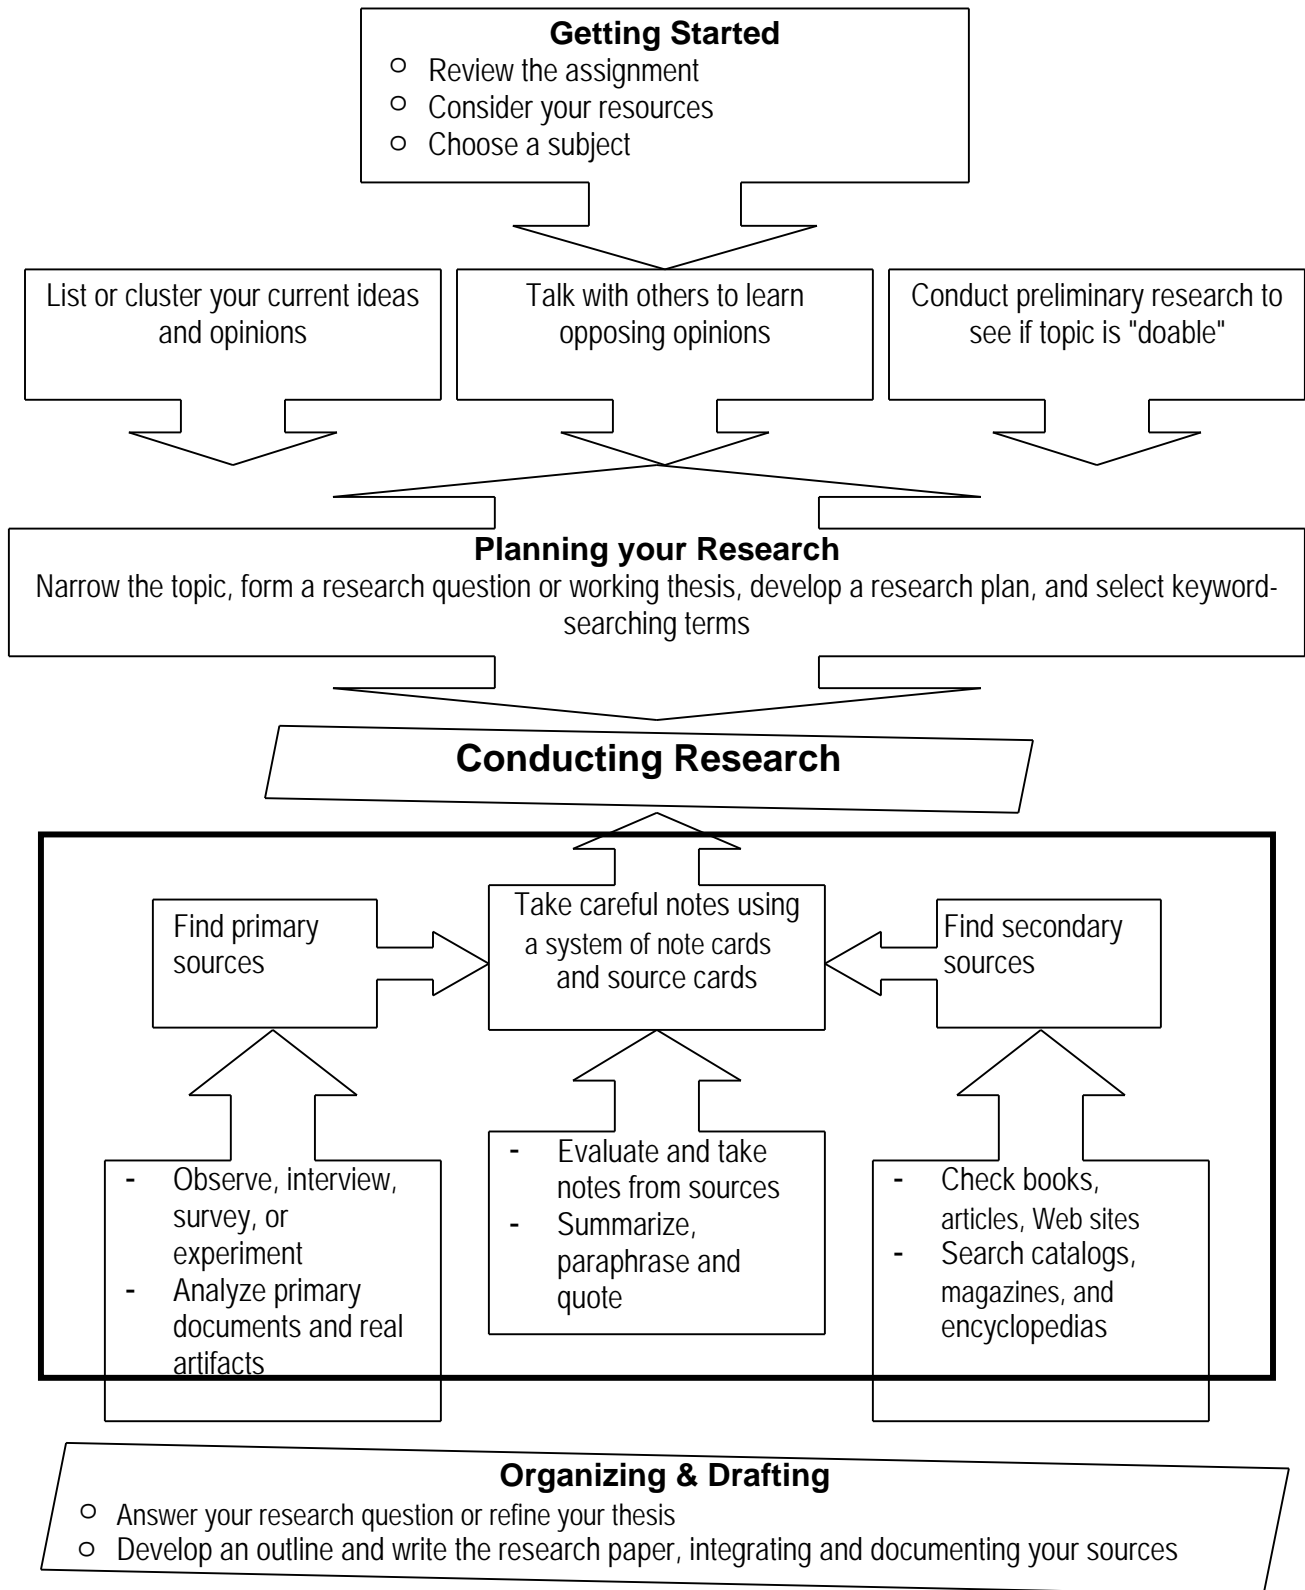 Getting Started
○ Review the assignment
○ Consider your resources
○ Choose a subject
List or cluster your current ideas
and opinions
Talk with others to learn
opposing opinions
Conduct preliminary research to
see if topic is "doable"
Planning your Research
Narrow the topic, form a research question or working thesis, develop a research plan, and select keyword-
searching terms
Conducting Research
Find primary
sources
Take careful notes using
a system of note cards
and source cards
Find secondary
sources
- Observe, interview,
survey, or
experiment
- Analyze primary
documents and real
artifacts
- Evaluate and take
notes from sources
- Summarize,
paraphrase and
quote
- Check books,
articles, Web sites
- Search catalogs,
magazines, and
encyclopedias
Organizing & Drafting
○ Answer your research question or refine your thesis
○ Develop an outline and write the research paper, integrating and documenting your sources